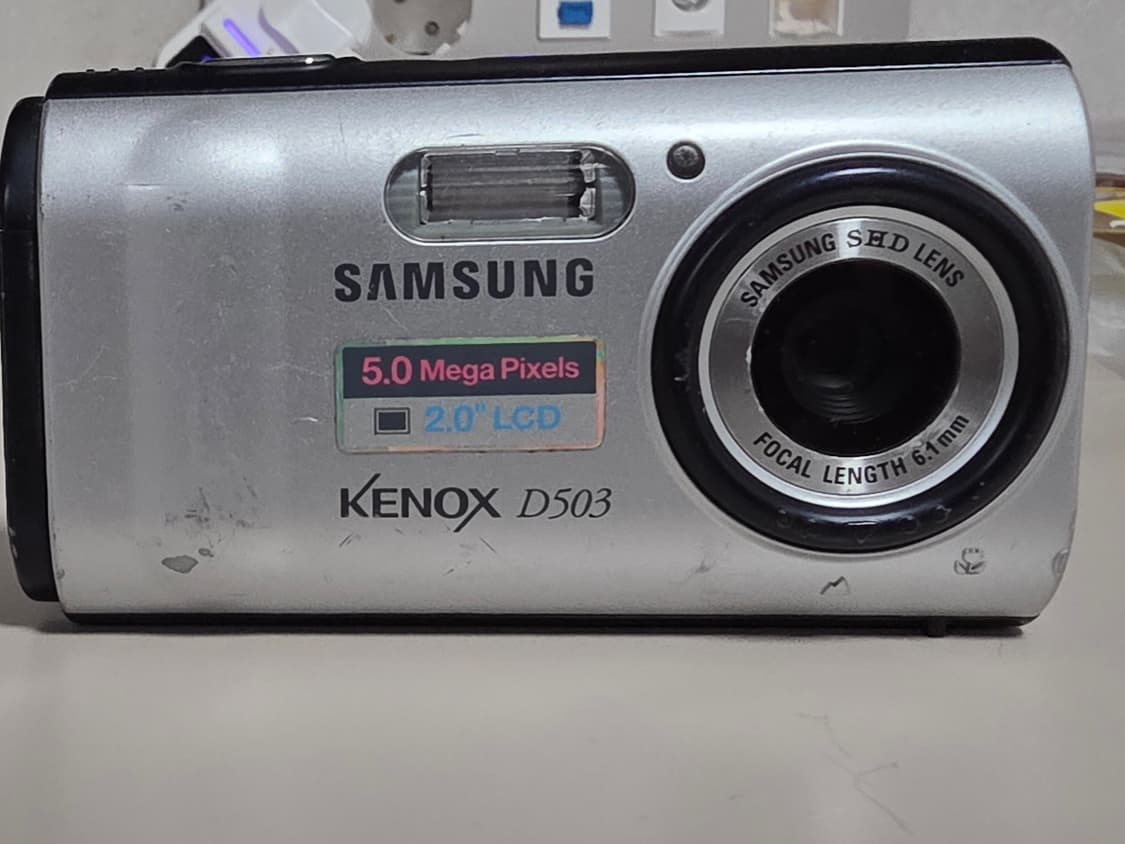 SAMSUNG
5.0 Mega Pixels
2.0" LCD
KENOX D503
SAMSUNG SHD LENS
FOCAL LENGTH 6.1mm